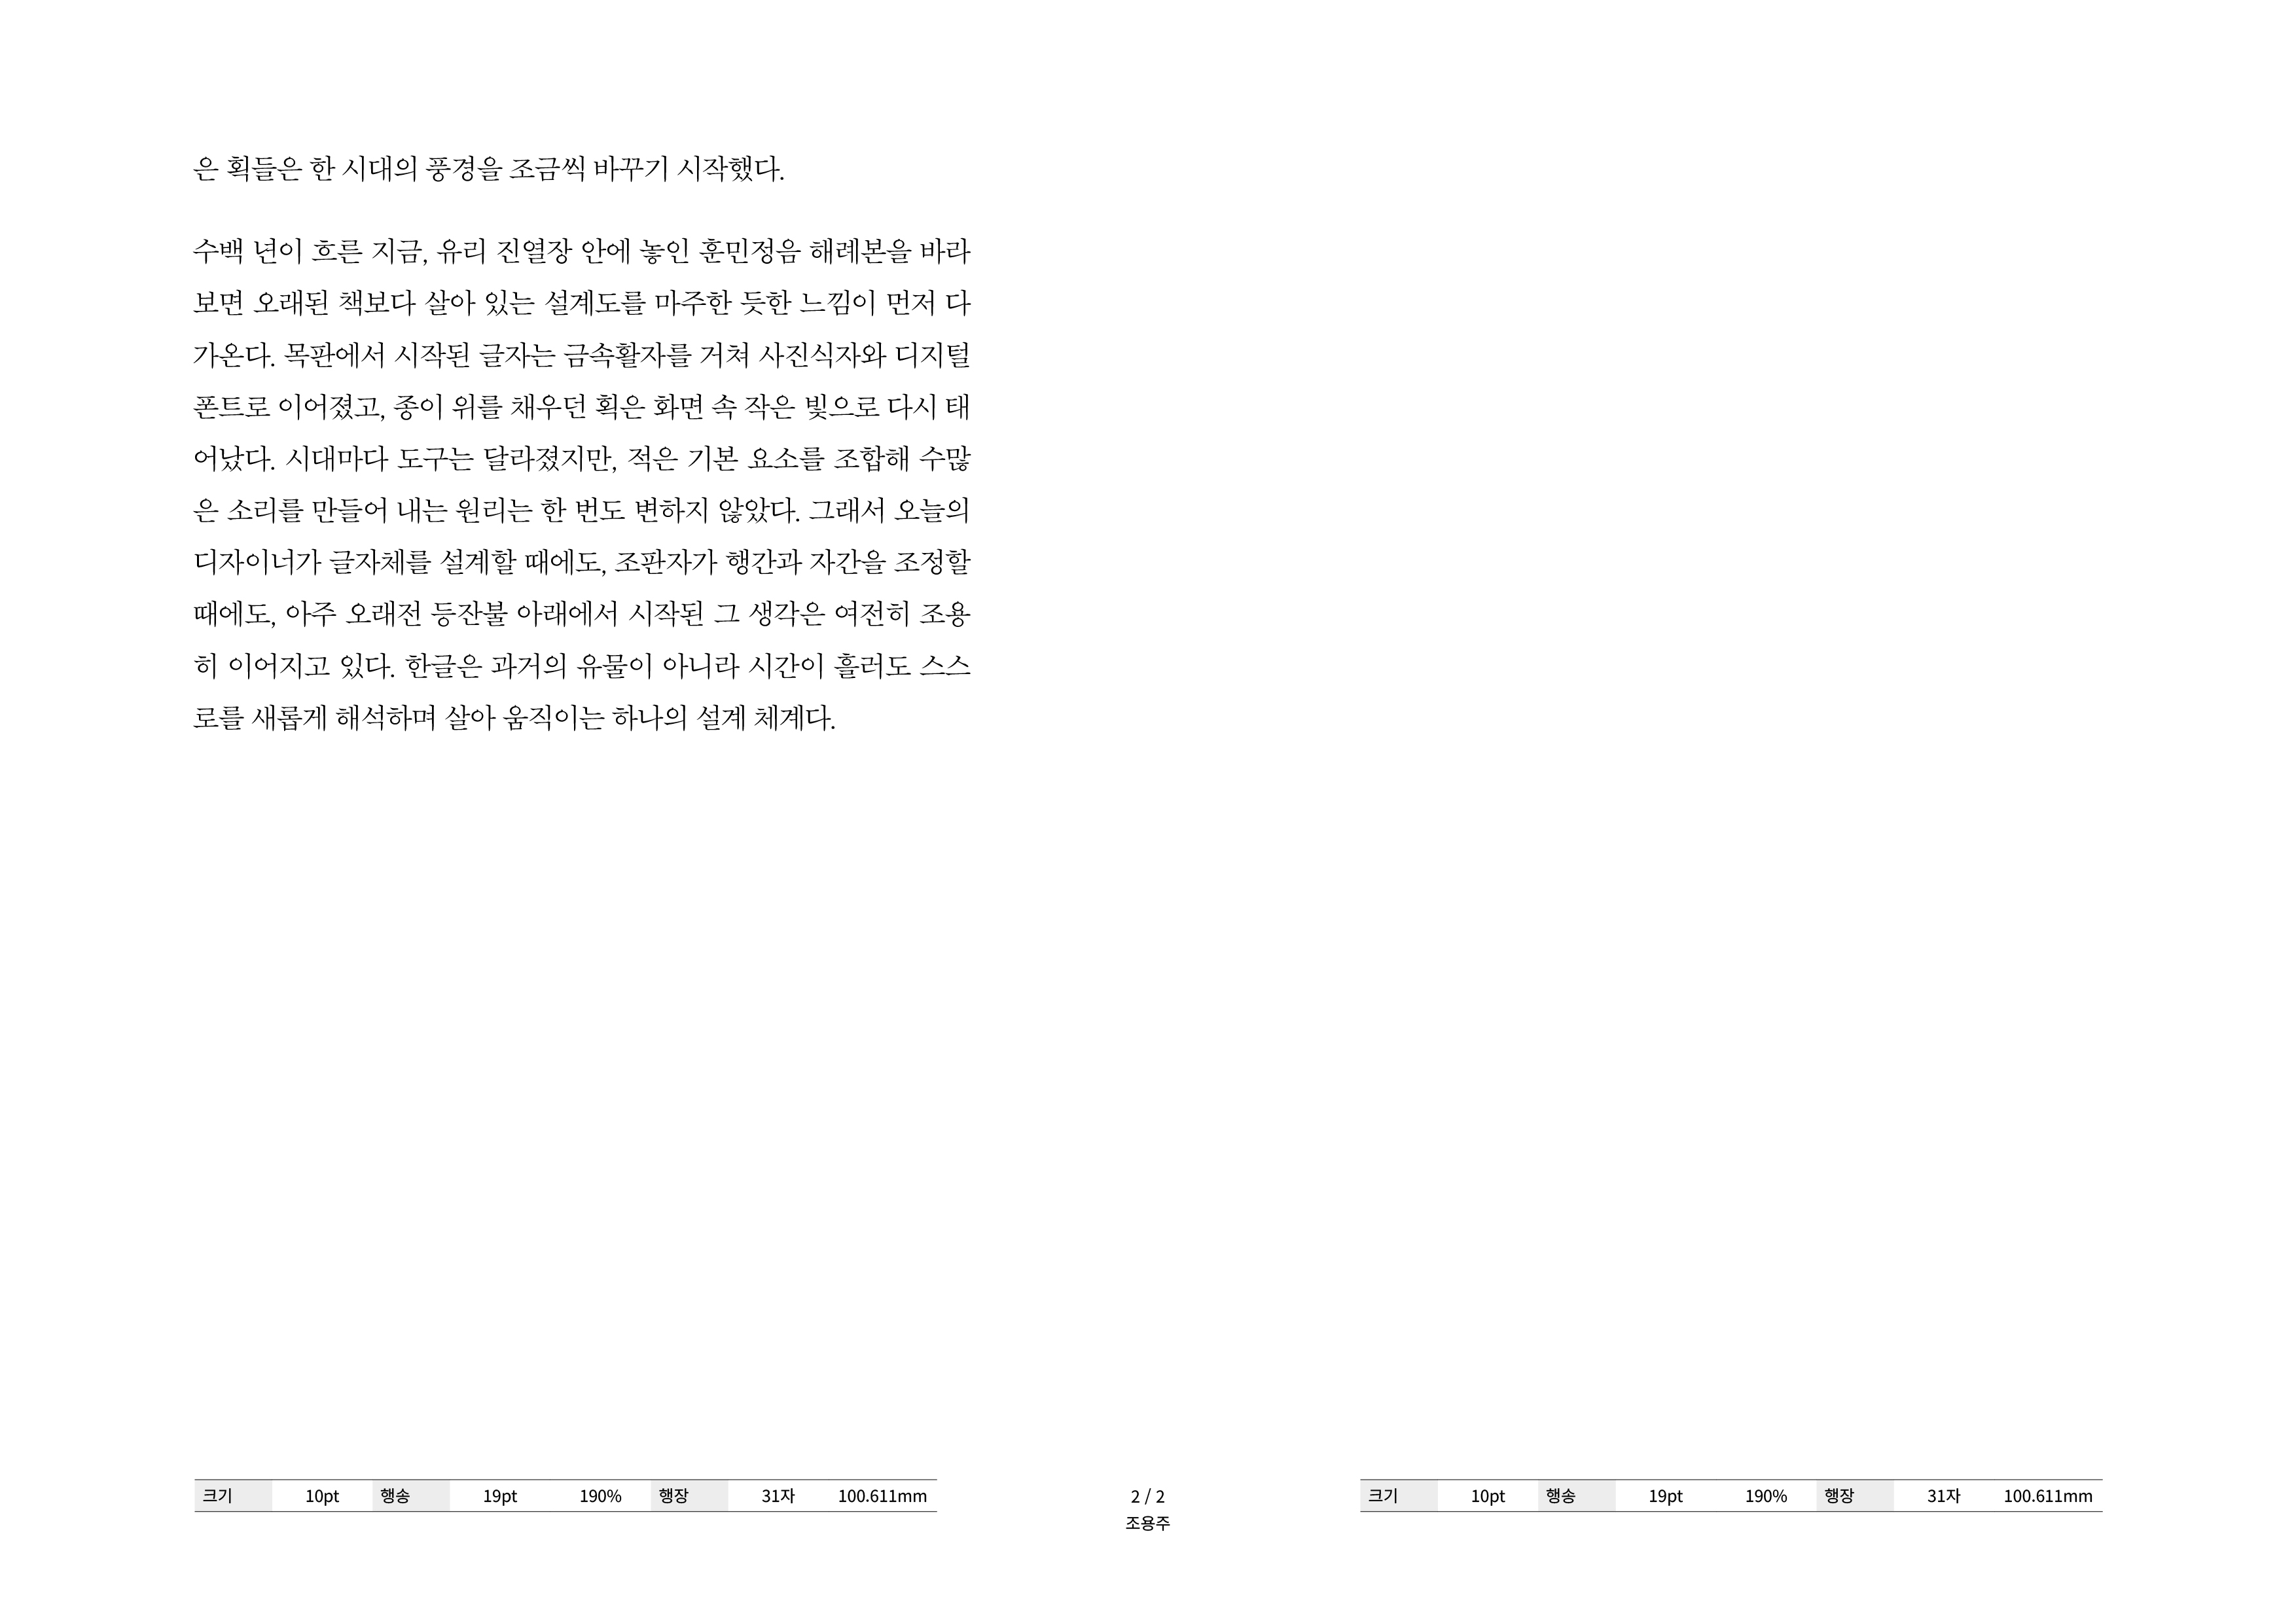 은 획들은 한 시대의 풍경을 조금씩 바꾸기 시작했다.
수백 년이 흐른 지금, 유리 진열장 안에 놓인 훈민정음 해례본을 바라
보면 오래된 책보다 살아 있는 설계도를 마주한 듯한 느낌이 먼저 다
가온다. 목판에서 시작된 글자는 금속활자를 거쳐 사진식자와 디지털
폰트로 이어졌고, 종이 위를 채우던 획은 화면 속 작은 빛으로 다시 태
어났다. 시대마다 도구는 달라졌지만, 적은 기본 요소를 조합해 수많
은 소리를 만들어 내는 원리는 한 번도 변하지 않았다. 그래서 오늘의
디자이너가 글자체를 설계할 때에도, 조판자가 행간과 자간을 조정할
때에도, 아주 오래전 등잔불 아래에서 시작된 그 생각은 여전히 조용
히 이어지고 있다. 한글은 과거의 유물이 아니라 시간이 흘러도 스스
로를 새롭게 해석하며 살아 움직이는 하나의 설계 체계다.
크기 10pt 행송 19pt 190% 행장 31자 100.611mm
2 / 2
조용주
크기 10pt 행송 19pt 190% 행장 31자 100.611mm